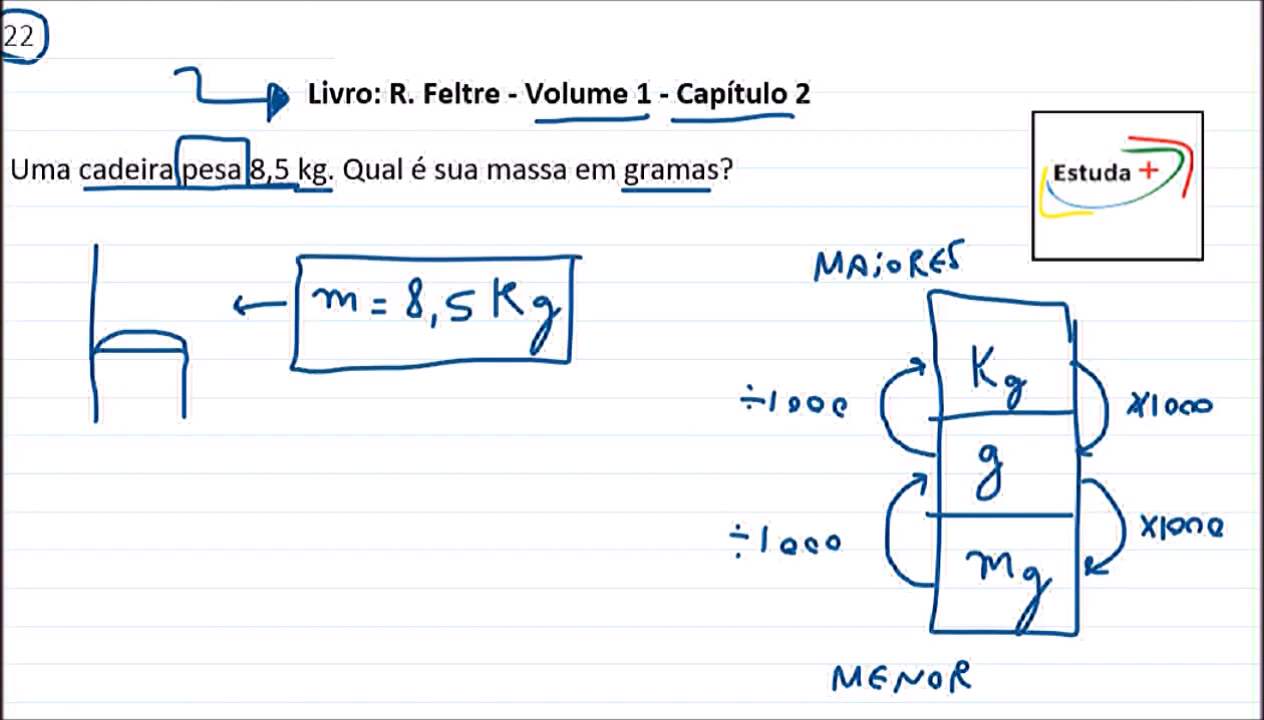 22
Livro: R. Feltre - Volume 1 - Capítulo 2
Uma cadeira pesa 8,5 kg. Qual é sua massa em gramas?
Estuda +
m = 8,5 Kg
MAiORES
Kg
÷1000
x1000
g
÷1000
x1000
mg
MENOR